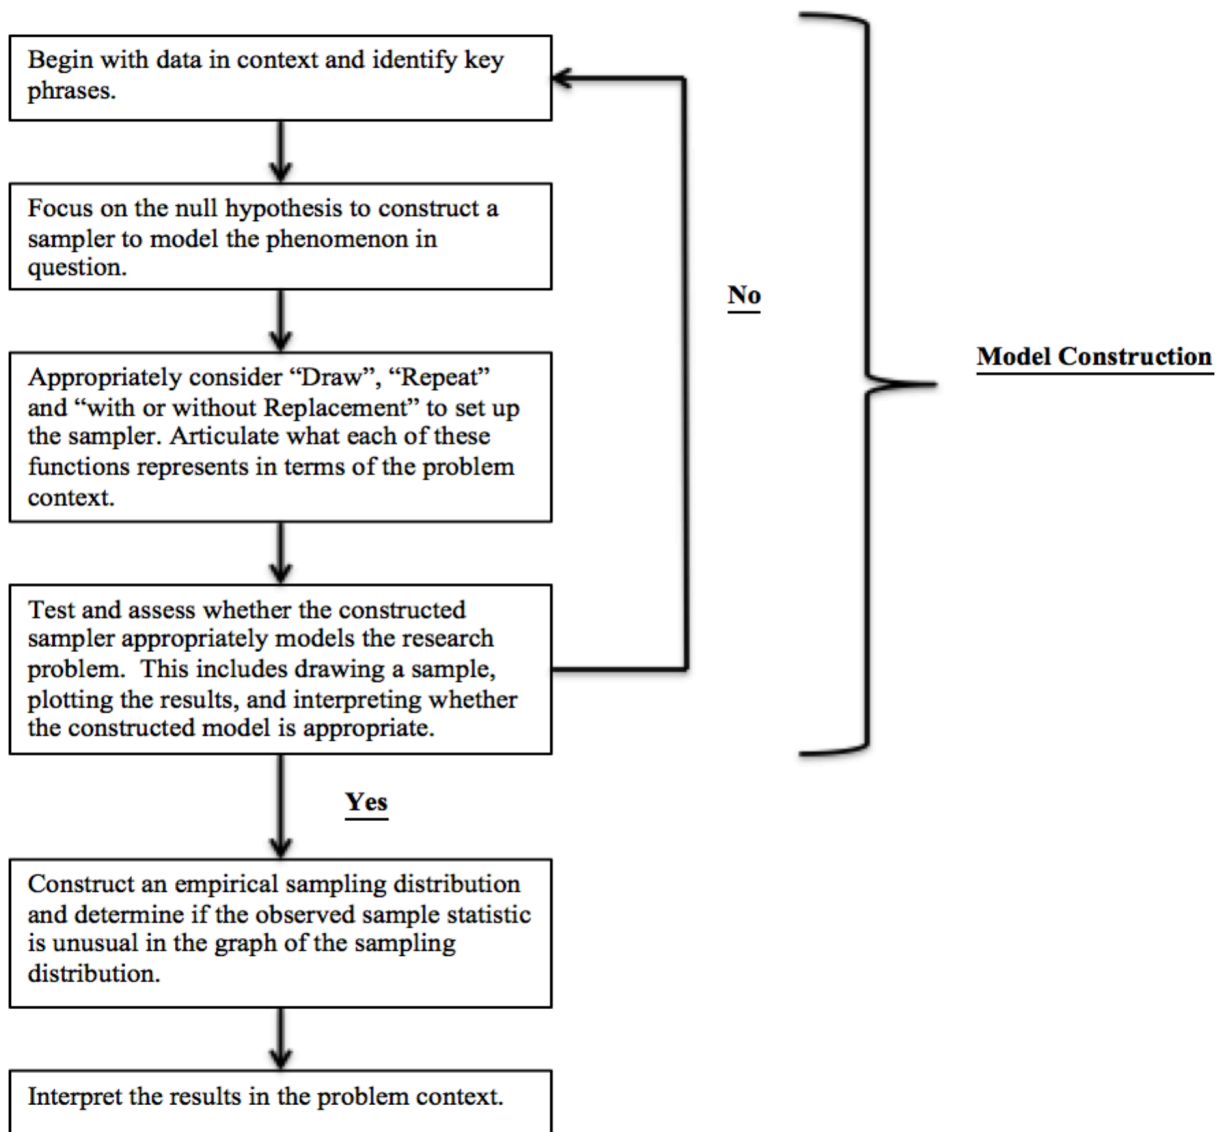 Begin with data in context and identify key
phrases.
Focus on the null hypothesis to construct a
sampler to model the phenomenon in
question.
No
Model Construction
Appropriately consider “Draw”, “Repeat”
and “with or without Replacement” to set up
the sampler. Articulate what each of these
functions represents in terms of the problem
context.
Test and assess whether the constructed
sampler appropriately models the research
problem.  This includes drawing a sample,
plotting the results, and interpreting whether
the constructed model is appropriate.
Yes
Construct an empirical sampling distribution
and determine if the observed sample statistic
is unusual in the graph of the sampling
distribution.
Interpret the results in the problem context.